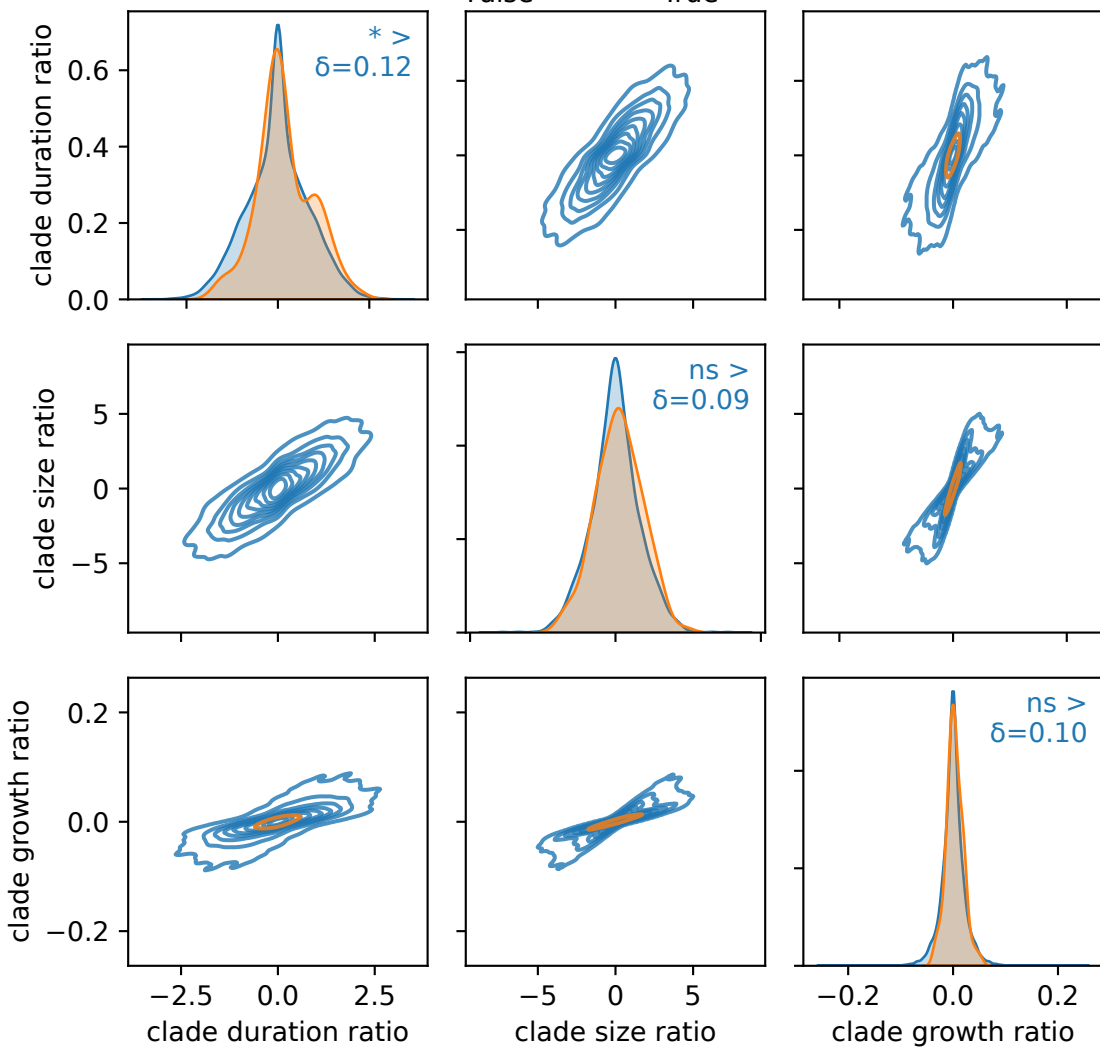 clade duration ratio
0.6
0.4
0.2
0.0
* >
δ=0.12
clade size ratio
5
0
−5
ns >
δ=0.09
clade growth ratio
0.2
0.0
−0.2
ns >
δ=0.10
−2.5 0.0 2.5
−5 0 5
−0.2 0.0 0.2
clade duration ratio
clade size ratio
clade growth ratio